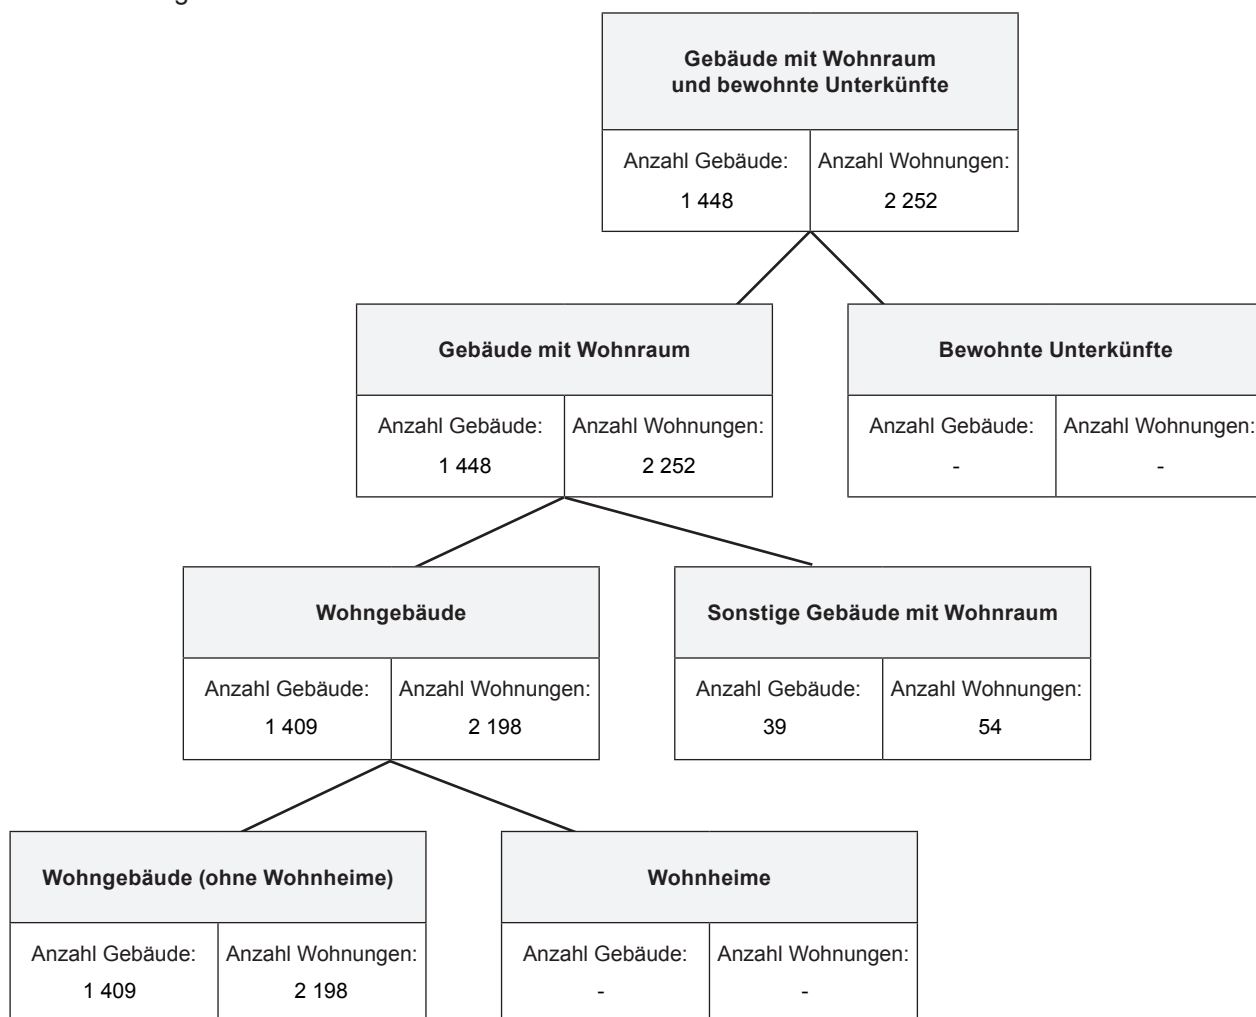 Gebäude mit Wohnraum
und bewohnte Unterkünfte
Anzahl Gebäude: Anzahl Wohnungen:
1 448 2 252
Gebäude mit Wohnraum Bewohnte Unterkünfte
Anzahl Gebäude: Anzahl Wohnungen: Anzahl Gebäude: Anzahl Wohnungen:
1 448 2 252 - -
Wohngebäude Sonstige Gebäude mit Wohnraum
Anzahl Gebäude: Anzahl Wohnungen: Anzahl Gebäude: Anzahl Wohnungen:
1 409 2 198 39 54
Wohngebäude (ohne Wohnheime) Wohnheime
Anzahl Gebäude: Anzahl Wohnungen: Anzahl Gebäude: Anzahl Wohnungen:
1 409 2 198 - -